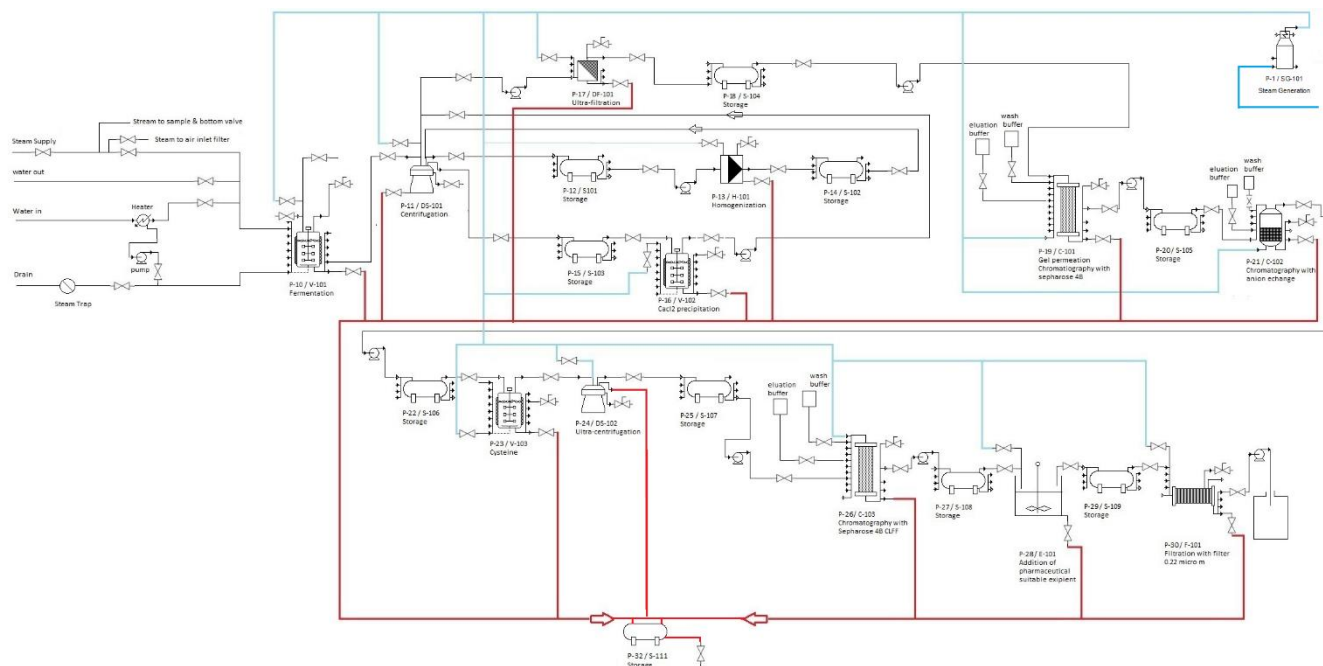 P-1 / SG-101
Steam Generation
P-17 / DF-101
Ultra-filtration
P-18 / S-104
Storage
Stream to sample & bottom valve
Steam to air inlet filter
Steam Supply
water out
Water in
Heater
pump
Drain
Steam Trap
P-10 / V-101
Fermentation
P-11 / DS-101
Centrifugation
P-12 / S101
Storage
P-13 / H-101
Homogenization
P-14 / S-102
Storage
P-15 / S-103
Storage
P-16 / V-102
Cacl2 precipitation
eluation
buffer
wash
buffer
P-19 / C-101
Gel permeation
Chromatography with
sepharose 4B
P-20 / S-105
Storage
eluation
buffer
wash
buffer
P-21 / C-102
Chromatography with
anion echange
P-22 / S-106
Storage
P-23 / V-103
Cysteine
P-24 / DS-102
Ultra-centrifugation
P-25 / S-107
Storage
eluation
buffer
wash
buffer
P-26 / C-103
Chromatography with
Sepharose 4B CLFF
P-27 / S-108
Storage
P-28 / E-101
Addition of
pharmaceutical
suitable exipient
P-29 / S-109
Storage
P-30 / F-101
Filtration with filter
0.22 micro m
P-32 / S-111
Storage